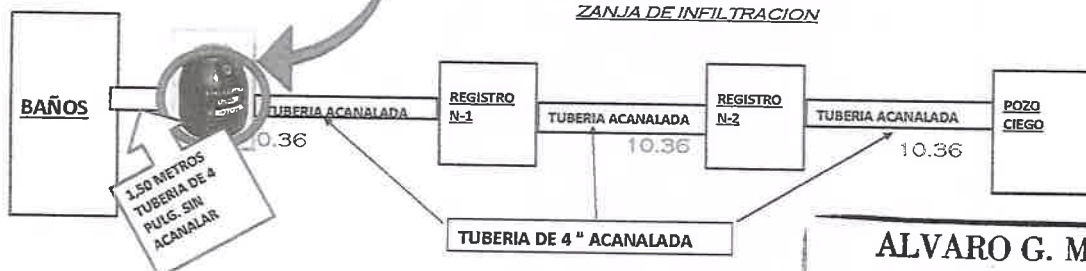 ZANJA DE INFILTRACION
BAÑOS
TUBERIA ACANALADA
0.36
REGISTRO
N-1
TUBERIA ACANALADA
10.36
REGISTRO
N-2
TUBERIA ACANALADA
10.36
POZO
CIEGO
1,50 METROS
TUBERIA DE 4
PULG. SIN
ACANALAR
TUBERIA DE 4 " ACANALADA
ALVARO G. M